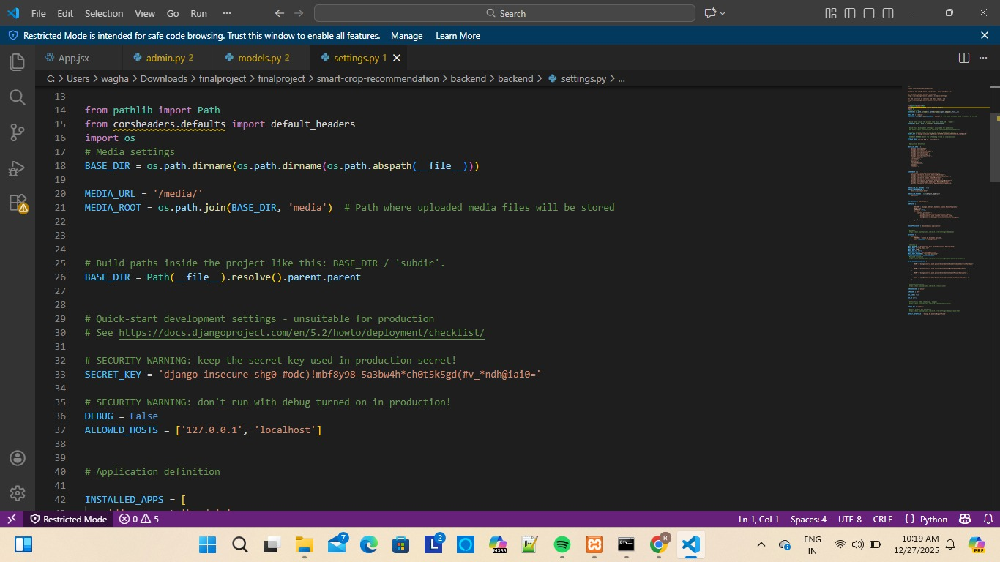 File Edit Selection View Go Run ··· Search
Restricted Mode is intended for safe code browsing. Trust this window to enable all features. Manage Learn More
App.jsx admin.py 2 models.py 2 settings.py 1
C: > Users > wagha > Downloads > finalproject > finalproject > smart-crop-recommendation > backend > backend > settings.py > ...
13
14 from pathlib import Path
15 from corsheaders.defaults import default_headers
16 import os
17 # Media settings
18 BASE_DIR = os.path.dirname(os.path.dirname(os.path.abspath(__file__)))
19
20 MEDIA_URL = '/media/'
21 MEDIA_ROOT = os.path.join(BASE_DIR, 'media')  # Path where uploaded media files will be stored
22
23
24
25 # Build paths inside the project like this: BASE_DIR / 'subdir'.
26 BASE_DIR = Path(__file__).resolve().parent.parent
27
28
29 # Quick-start development settings - unsuitable for production
30 # See https://docs.djangoproject.com/en/5.2/howto/deployment/checklist/
31
32 # SECURITY WARNING: keep the secret key used in production secret!
33 SECRET_KEY = 'django-insecure-shg0-#odc)!mbf8y98-5a3bw4h*ch0t5k5gd(#v_*ndh@iai0='
34
35 # SECURITY WARNING: don't run with debug turned on in production!
36 DEBUG = False
37 ALLOWED_HOSTS = ['127.0.0.1', 'localhost']
38
39
40 # Application definition
41
42 INSTALLED_APPS = [
Restricted Mode 0 5 Ln 1, Col 1 Spaces: 4 UTF-8 CRLF { } Python
7 2 M365 R ENG 10:19 AM
IN 12/27/2025 PRE